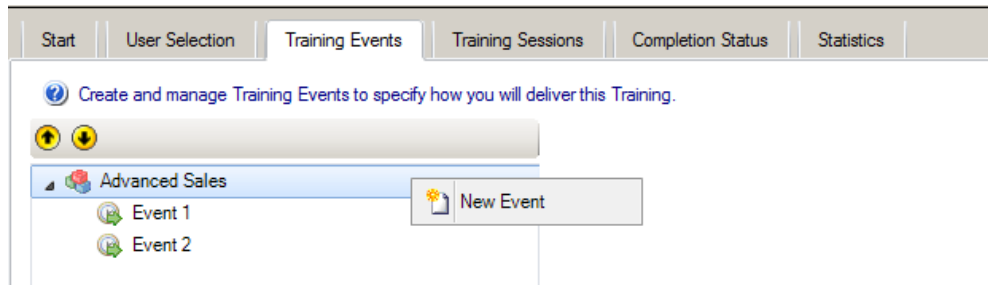 Start User Selection Training Events Training Sessions Completion Status Statistics
Create and manage Training Events to specify how you will deliver this Training.
Advanced Sales
New Event
Event 1
Event 2